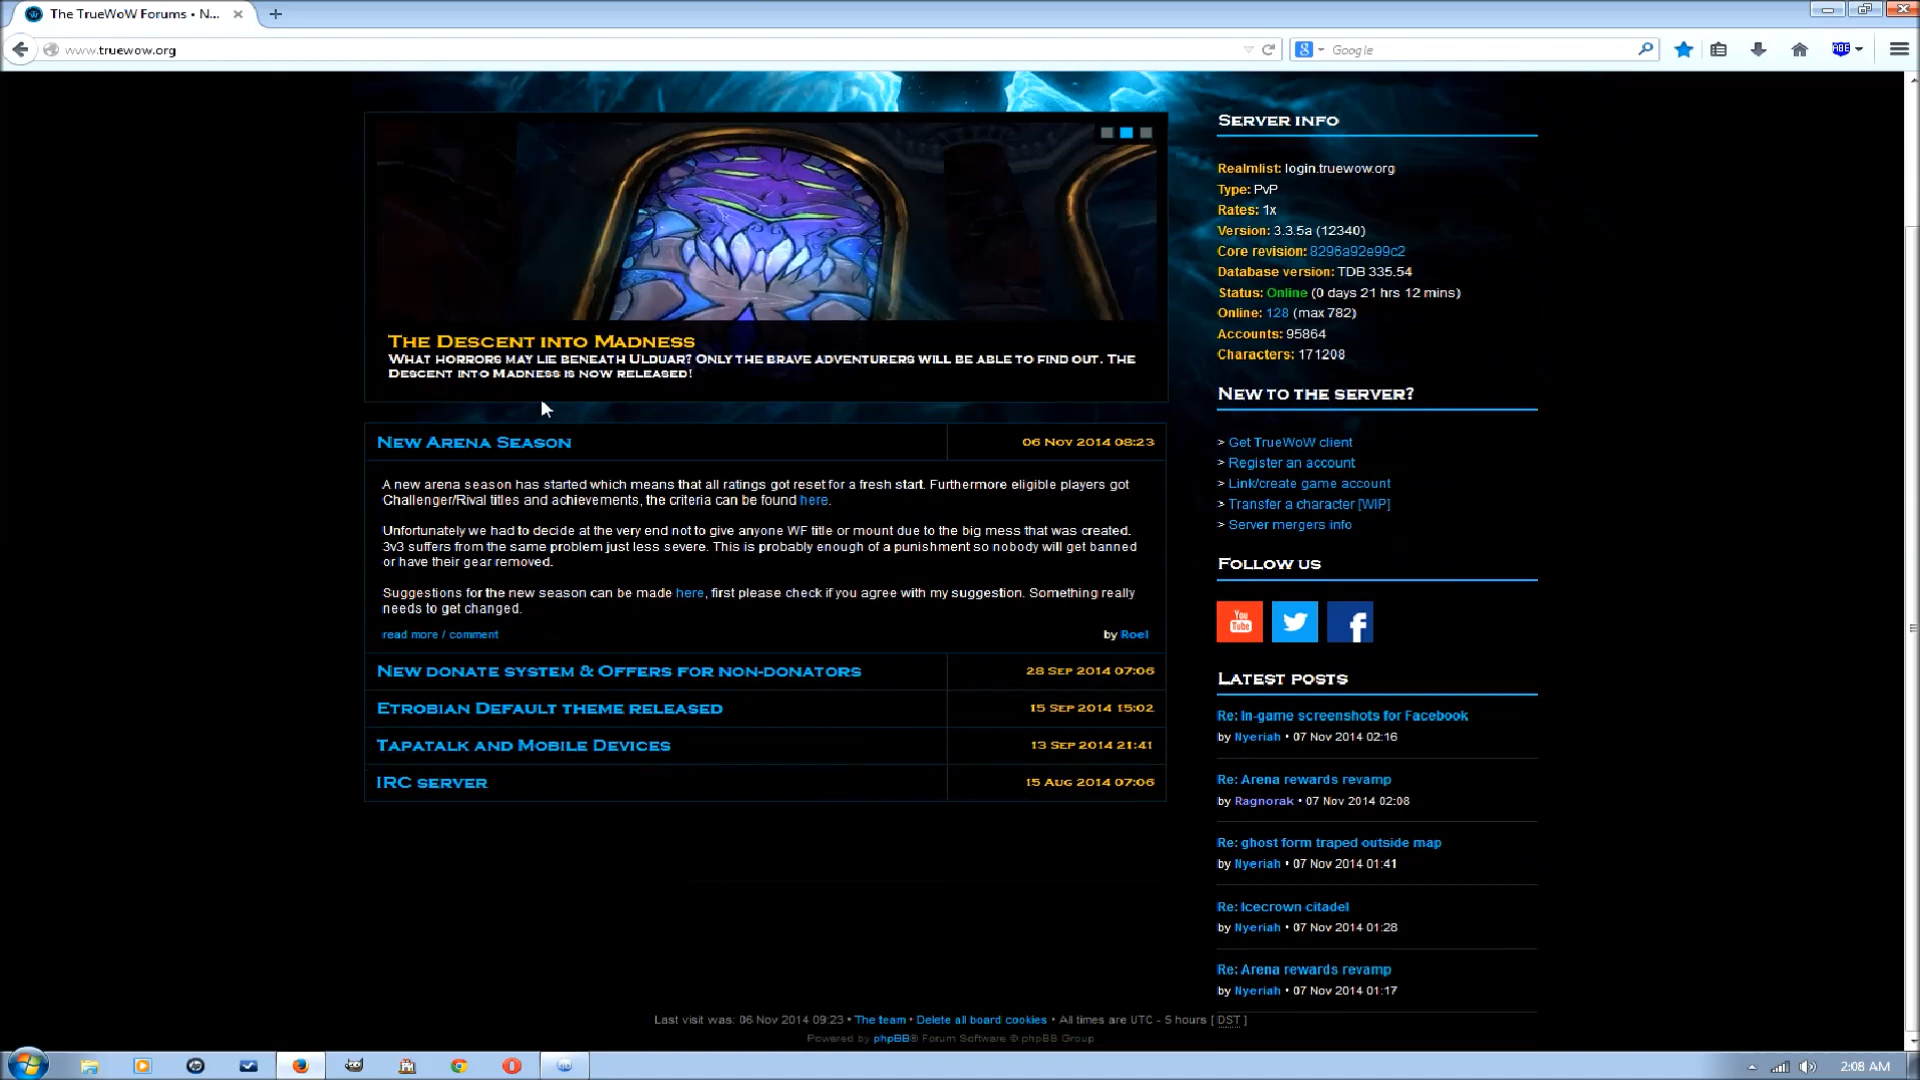 The TrueWoW Forums • N...
www.truewow.org
Google
ABE
The Descent into Madness
What horrors may lie beneath Ulduar? Only the brave adventurers will be able to find out. The
Descent into Madness is now released!
New Arena Season
06 Nov 2014 08:23
A new arena season has started which means that all ratings got reset for a fresh start. Furthermore eligible players got
Challenger/Rival titles and achievements, the criteria can be found here.
Unfortunately we had to decide at the very end not to give anyone WF title or mount due to the big mess that was created.
3v3 suffers from the same problem just less severe. This is probably enough of a punishment so nobody will get banned
or have their gear removed.
Suggestions for the new season can be made here, first please check if you agree with my suggestion. Something really
needs to get changed.
read more / comment
by Roel
New donate system & Offers for non-donators
28 Sep 2014 07:06
Etrobian Default theme released
15 Sep 2014 15:02
Tapatalk and Mobile Devices
13 Sep 2014 21:41
IRC server
15 Aug 2014 07:06
Server info
Realmlist: login.truewow.org
Type: PvP
Rates: 1x
Version: 3.3.5a (12340)
Core revision: 8296a92e99c2
Database version: TDB 335.54
Status: Online (0 days 21 hrs 12 mins)
Online: 128 (max 782)
Accounts: 95864
Characters: 171208
New to the server?
> Get TrueWoW client
> Register an account
> Link/create game account
> Transfer a character [WIP]
> Server mergers info
Follow us
You
Tube
Latest posts
Re: In-game screenshots for Facebook
by Nyeriah • 07 Nov 2014 02:16
Re: Arena rewards revamp
by Ragnorak • 07 Nov 2014 02:08
Re: ghost form traped outside map
by Nyeriah • 07 Nov 2014 01:41
Re: Icecrown citadel
by Nyeriah • 07 Nov 2014 01:28
Re: Arena rewards revamp
by Nyeriah • 07 Nov 2014 01:17
Last visit was: 06 Nov 2014 09:23 • The team • Delete all board cookies • All times are UTC - 5 hours [ DST ]
Powered by phpBB® Forum Software © phpBB Group
2:08 AM